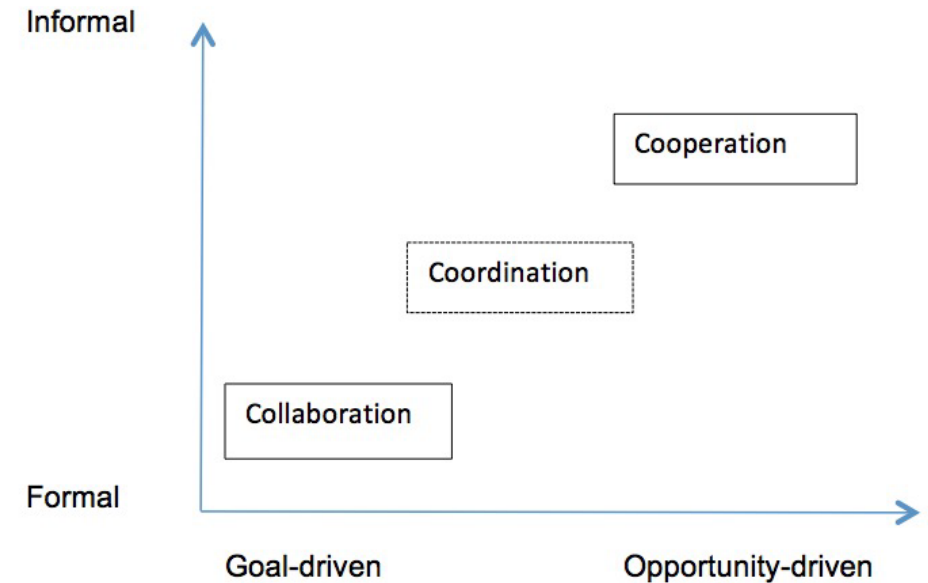 Informal
Cooperation
Coordination
Collaboration
Formal
Goal-driven
Opportunity-driven